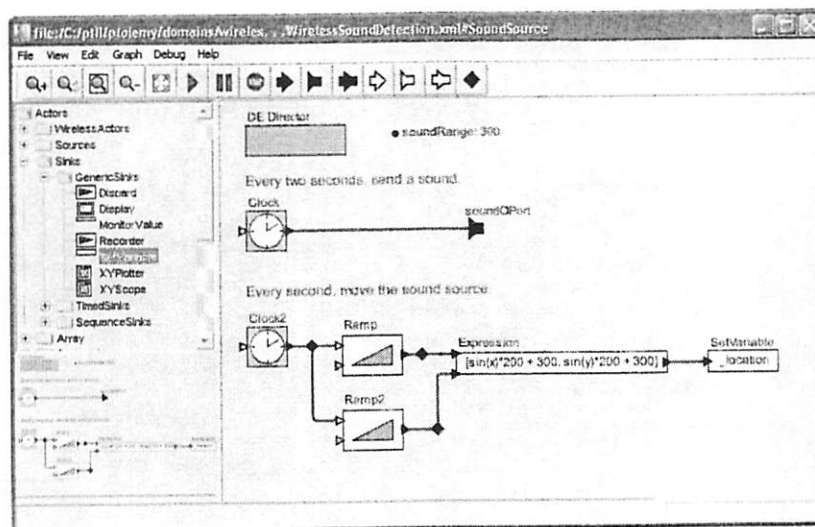 file:/C:/ptII/ptolemy/domains/wireles. . .WirelessSoundDetection.xml#SoundSource
File View Edit Graph Debug Help
Actors
WirelessActors
Sources
Sinks
GenericSinks
Discard
Display
MonitorValue
Recorder
XYPlotter
XYScope
TimedSinks
SequenceSinks
Array
DE Director
soundRange: 300
Every two seconds, send a sound.
Clock
soundOPort
Every second, move the sound source.
Clock2
Ramp
Expression
SetVariable
[sin(x)*200 + 300, sin(y)*200 + 300]
_location
Ramp2